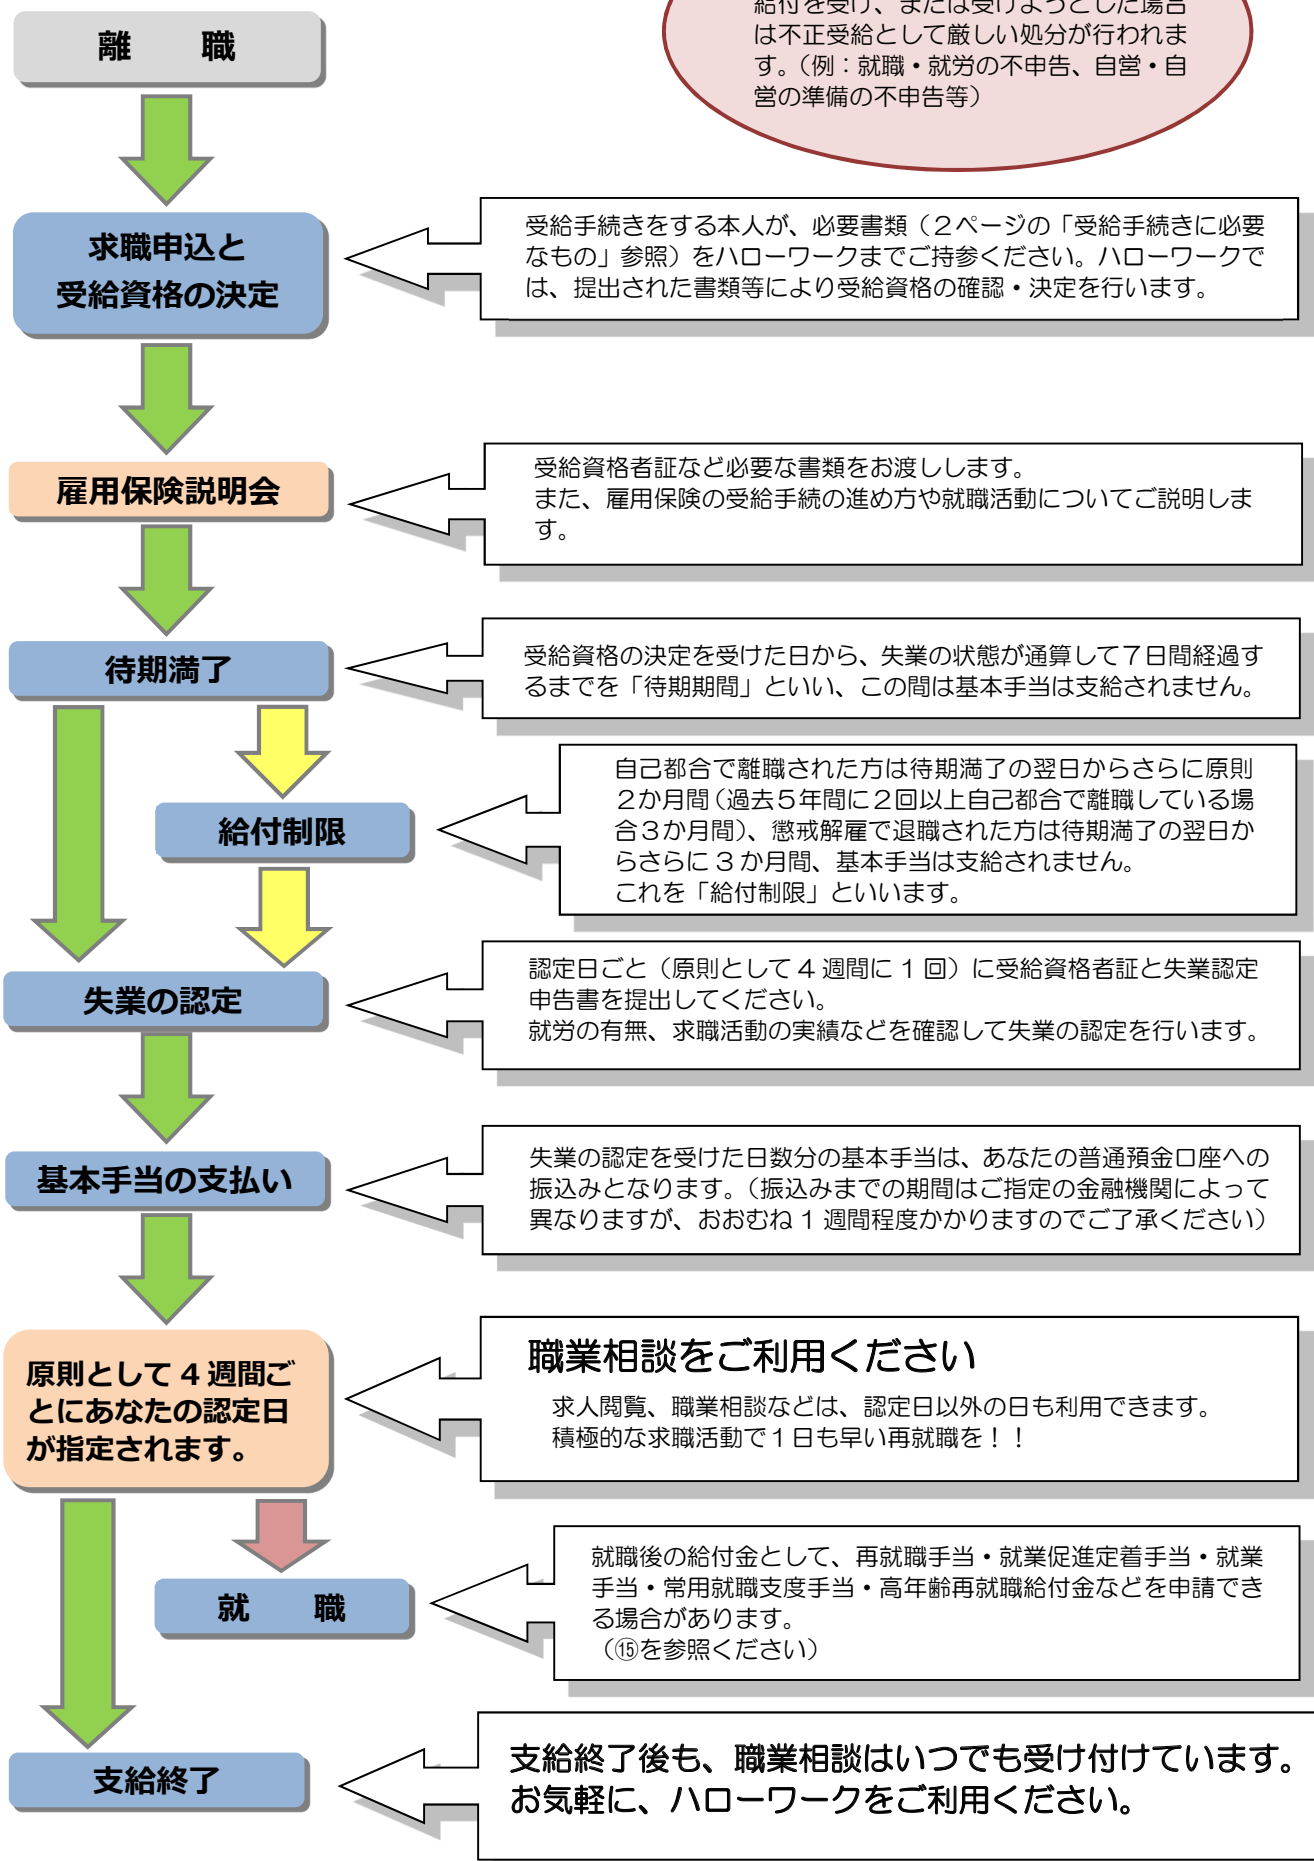 給付を受け、または受けようとした場合
は不正受給として厳しい処分が行われま
す。（例：就職・就労の不申告、自営・自
営の準備の不申告等）
離　職
求職申込と
受給資格の決定
受給手続きをする本人が、必要書類（２ページの「受給手続きに必要
なもの」参照）をハローワークまでご持参ください。ハローワークで
は、提出された書類等により受給資格の確認・決定を行います。
雇用保険説明会
受給資格者証など必要な書類をお渡しします。
また、雇用保険の受給手続の進め方や就職活動についてご説明しま
す。
待期満了
受給資格の決定を受けた日から、失業の状態が通算して７日間経過す
るまでを「待期期間」といい、この間は基本手当は支給されません。
給付制限
自己都合で離職された方は待期満了の翌日からさらに原則
２か月間（過去５年間に２回以上自己都合で離職している場
合３か月間）、懲戒解雇で退職された方は待期満了の翌日か
らさらに 3 か月間、基本手当は支給されません。
これを「給付制限」といいます。
失業の認定
認定日ごと（原則として 4 週間に 1 回）に受給資格者証と失業認定
申告書を提出してください。
就労の有無、求職活動の実績などを確認して失業の認定を行います。
基本手当の支払い
失業の認定を受けた日数分の基本手当は、あなたの普通預金口座への
振込みとなります。（振込みまでの期間はご指定の金融機関によって
異なりますが、おおむね 1 週間程度かかりますのでご了承ください）
原則として 4 週間ご
とにあなたの認定日
が指定されます。
職業相談をご利用ください
求人閲覧、職業相談などは、認定日以外の日も利用できます。
積極的な求職活動で１日も早い再就職を！！
就　職
就職後の給付金として、再就職手当・就業促進定着手当・就業
手当・常用就職支度手当・高年齢再就職給付金などを申請でき
る場合があります。
（⑮を参照ください）
支給終了
支給終了後も、職業相談はいつでも受け付けています。
お気軽に、ハローワークをご利用ください。